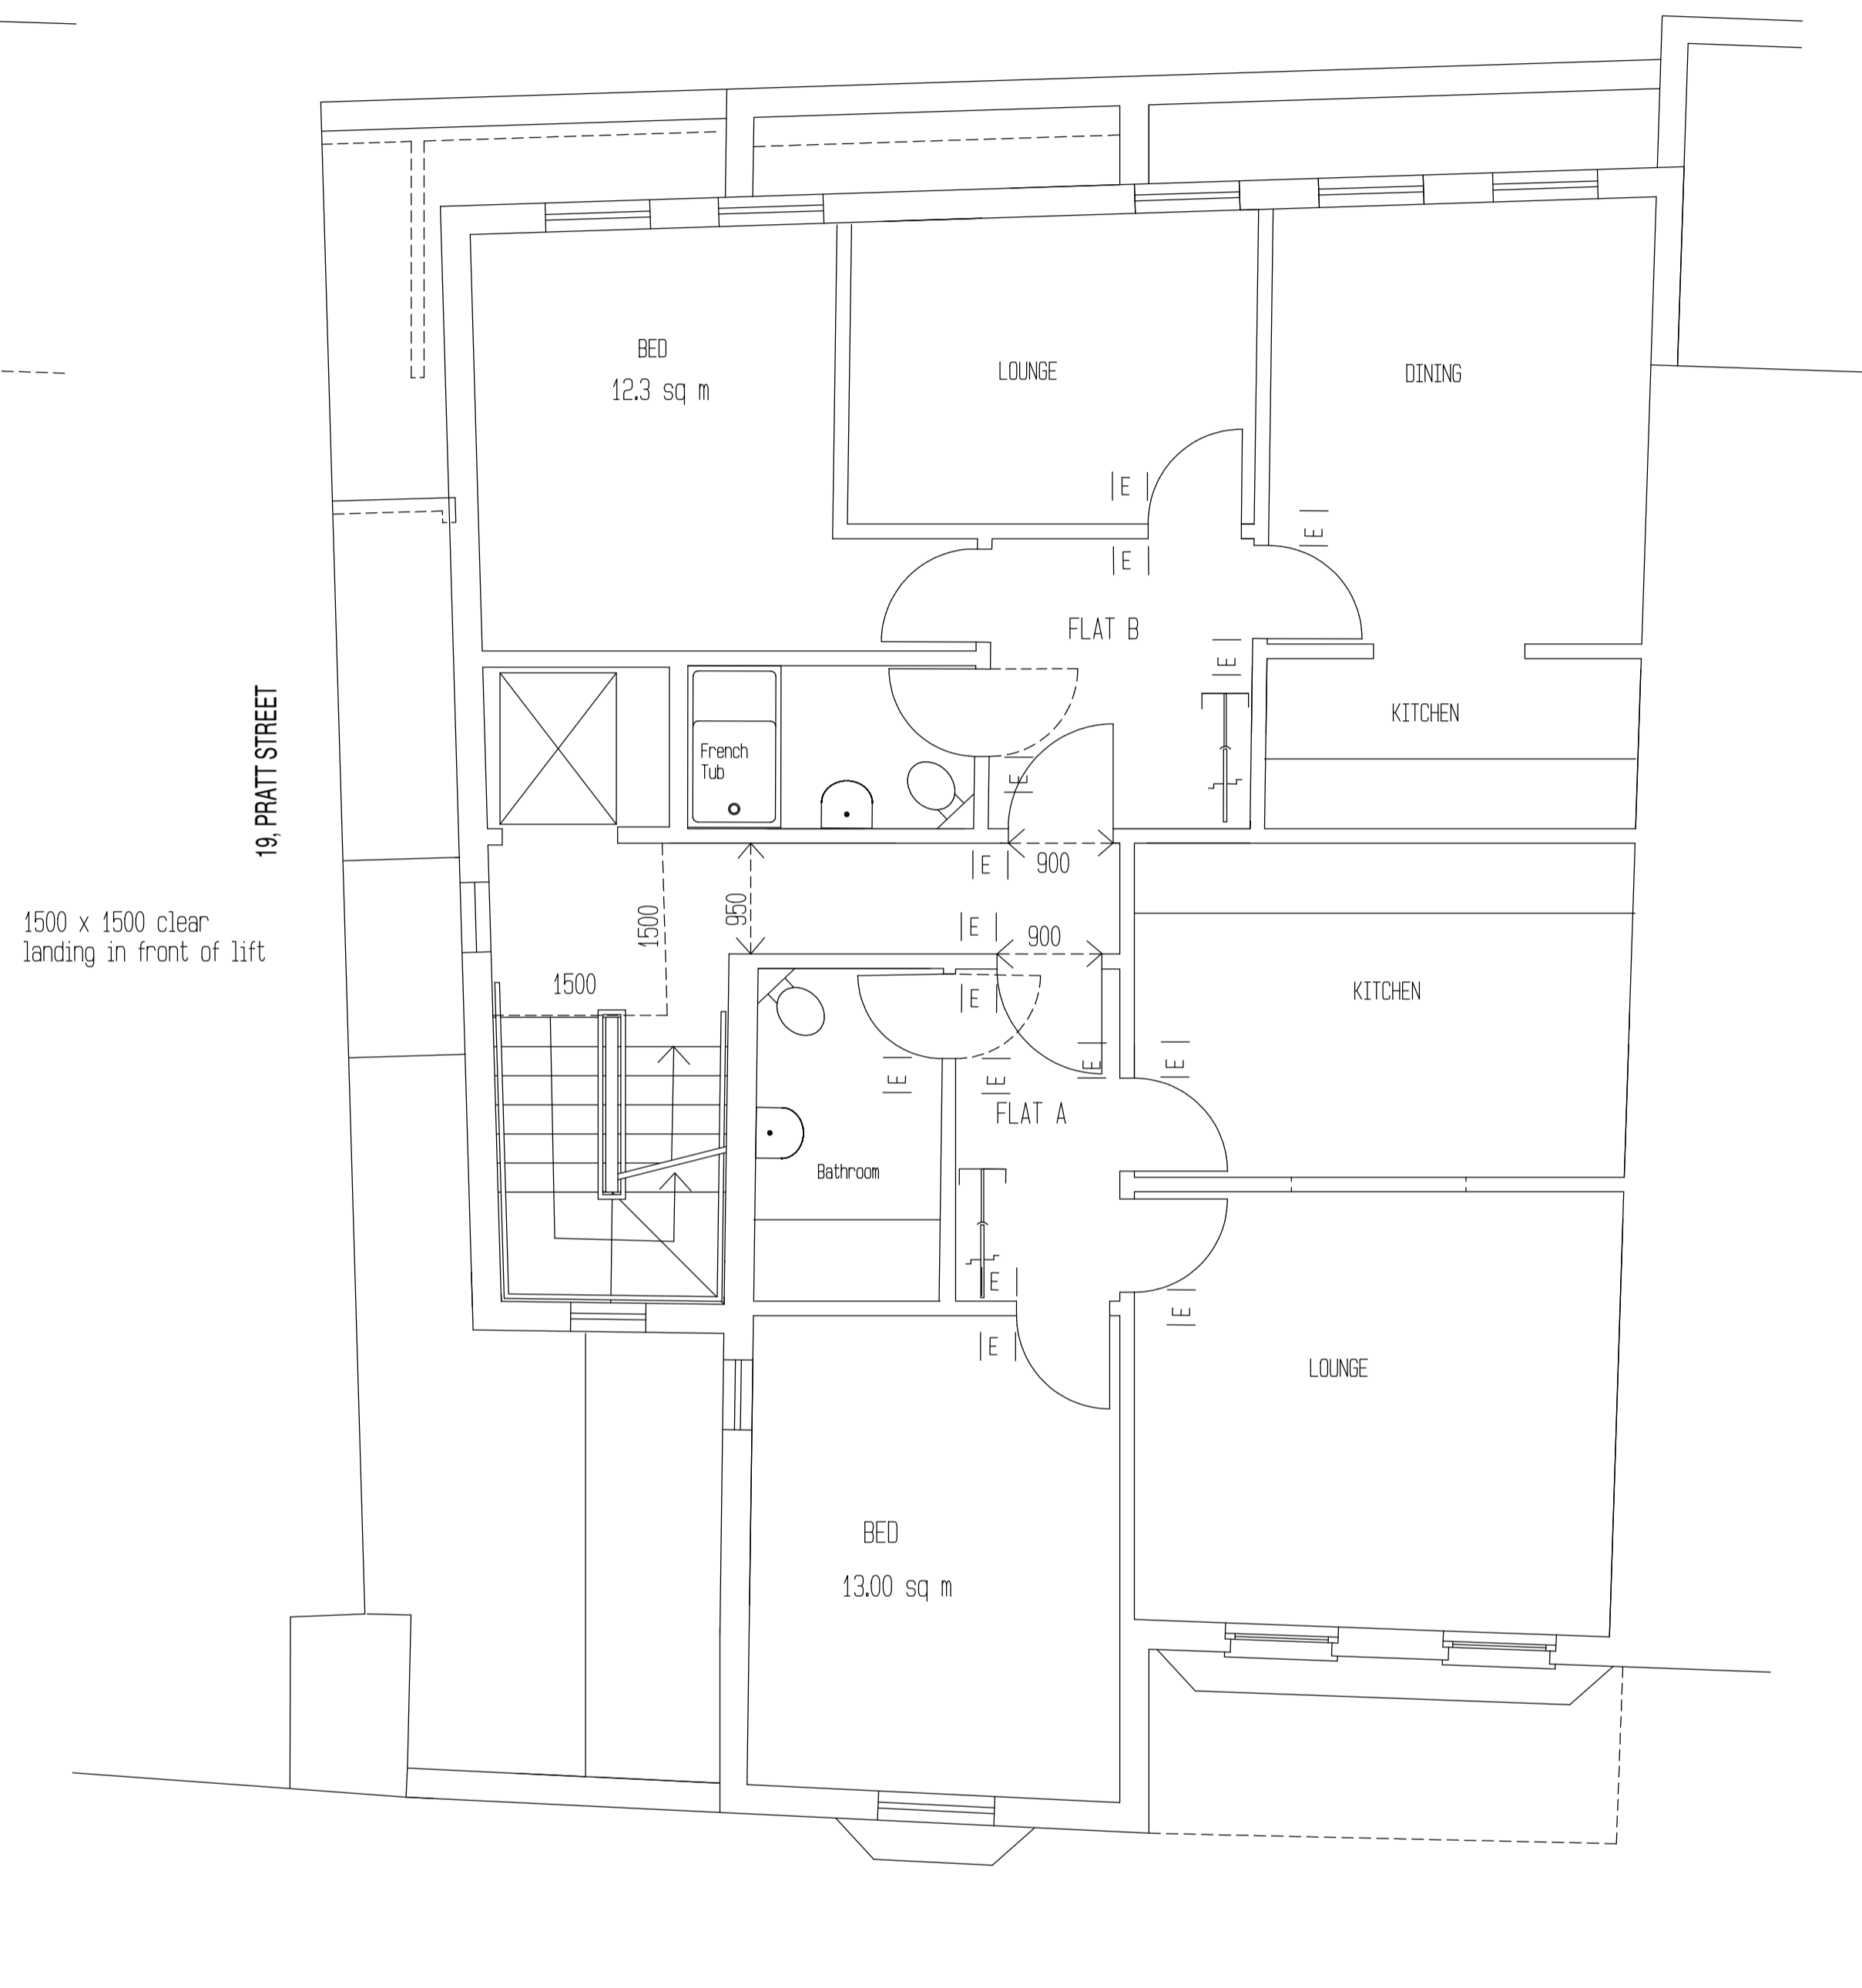 BED
12.3 sq m
LOUNGE
DINING
E
E
E
FLAT B
E
KITCHEN
French
Tub
E
19, PRATT STREET
E
900
1500 x 1500 clear
landing in front of lift
1500
950
E
900
1500
E
KITCHEN
E
E
E
E
FLAT A
Bathroom
E
E
E
LOUNGE
BED
13.00 sq m